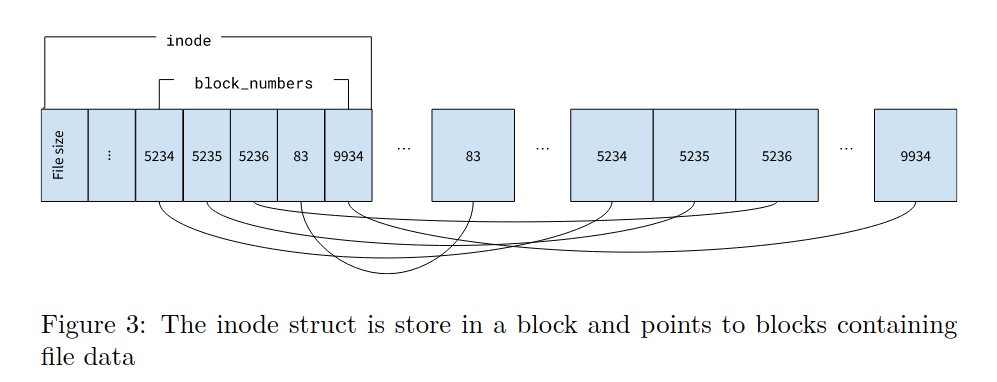 inode
block_numbers
File size ⋮ 5234 5235 5236 83 9934 ... 83 ... 5234 5235 5236 ... 9934
Figure 3: The inode struct is store in a block and points to blocks containing
file data